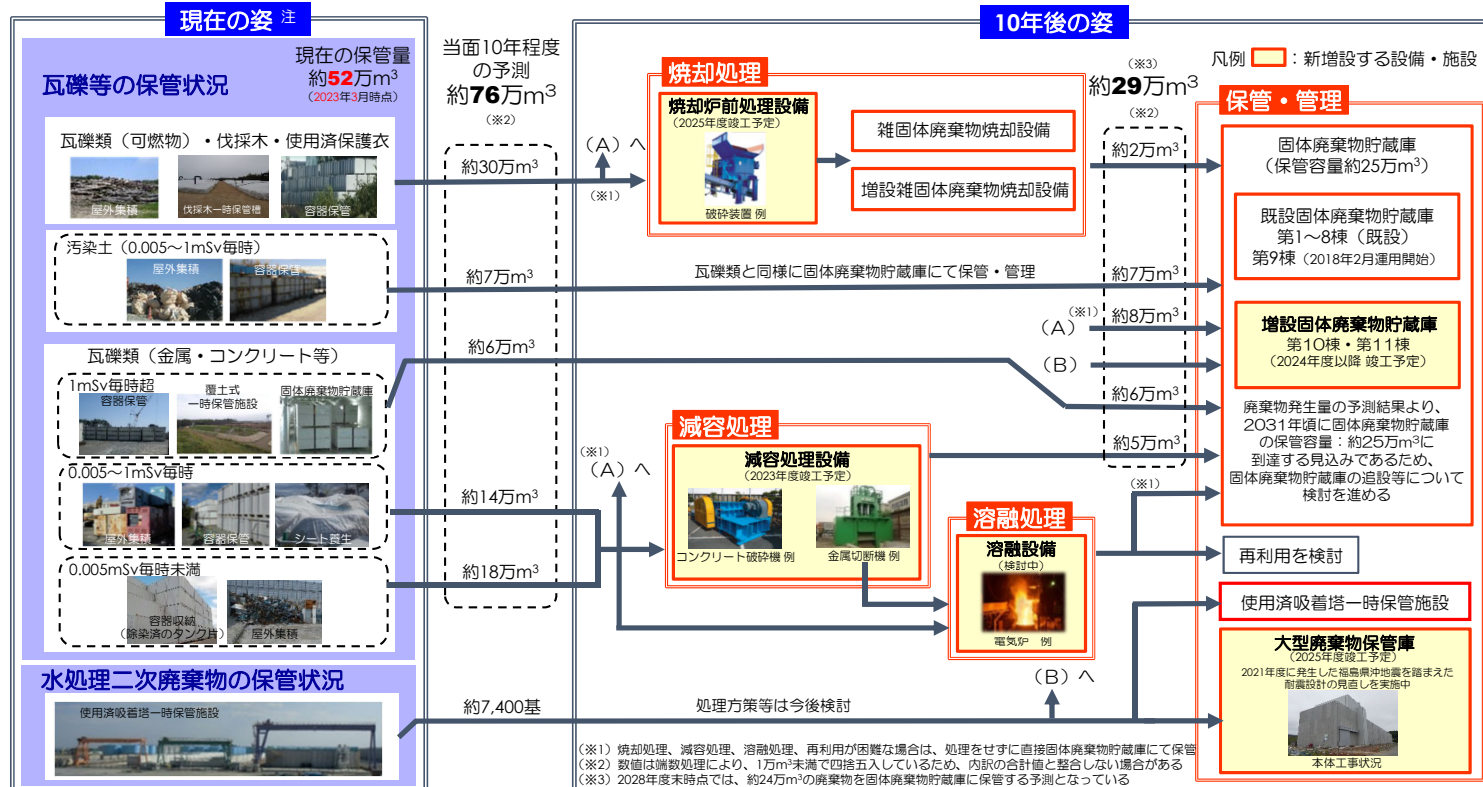 現在の姿 注
瓦礫等の保管状況
現在の保管量
約52万m³
(2023年3月時点)
瓦礫類（可燃物）・伐採木・使用済保護衣
屋外集積
伐採木一時保管槽
容器保管
汚染土（0.005～1mSv毎時）
屋外集積
容器保管
瓦礫類（金属・コンクリート等）
1mSv毎時超
容器保管
覆土式
一時保管施設
固体廃棄物貯蔵庫
0.005～1mSv毎時
屋外集積
容器保管
シート養生
0.005mSv毎時未満
容器収納
(除染済のタンク片)
屋外集積
水処理二次廃棄物の保管状況
使用済吸着塔一時保管施設
当面10年程度
の予測
約76万m³
(※2)
約30万m³
約7万m³
約6万m³
約14万m³
約18万m³
約7,400基
10年後の姿
凡例 ：新増設する設備・施設
（A）へ
(※1)
焼却処理
焼却炉前処理設備
(2025年度竣工予定)
破砕装置 例
雑固体廃棄物焼却設備
増設雑固体廃棄物焼却設備
瓦礫類と同様に固体廃棄物貯蔵庫にて保管・管理
(※1)
（A）へ
減容処理
減容処理設備
(2023年度竣工予定)
コンクリート破砕機 例
金属切断機 例
溶融処理
溶融設備
(検討中)
電気炉　例
処理方策等は今後検討
（B）へ
(※3)
約29万m³
(※2)
約2万m³
約7万m³
（A）
(※1)
約8万m³
（B）
約6万m³
約5万m³
(※1)
保管・管理
固体廃棄物貯蔵庫
（保管容量約25万m³）
既設固体廃棄物貯蔵庫
第1～8棟（既設）
第9棟（2018年2月運用開始）
増設固体廃棄物貯蔵庫
第10棟・第11棟
(2024年度以降 竣工予定)
廃棄物発生量の予測結果より、
2031年頃に固体廃棄物貯蔵庫
の保管容量：約25万m³に
到達する見込みであるため、
固体廃棄物貯蔵庫の追設等について
検討を進める
再利用を検討
使用済吸着塔一時保管施設
大型廃棄物保管庫
(2025年度竣工予定)
2021年度に発生した福島県沖地震を踏まえた
耐震設計の見直しを実施中
本体工事状況
(※1) 焼却処理、減容処理、溶融処理、再利用が困難な場合は、処理をせずに直接固体廃棄物貯蔵庫にて保管
(※2) 数値は端数処理により、1万m³未満で四捨五入しているため、内訳の合計値と整合しない場合がある
(※3) 2028年度末時点では、約24万m³の廃棄物を固体廃棄物貯蔵庫に保管する予測となっている